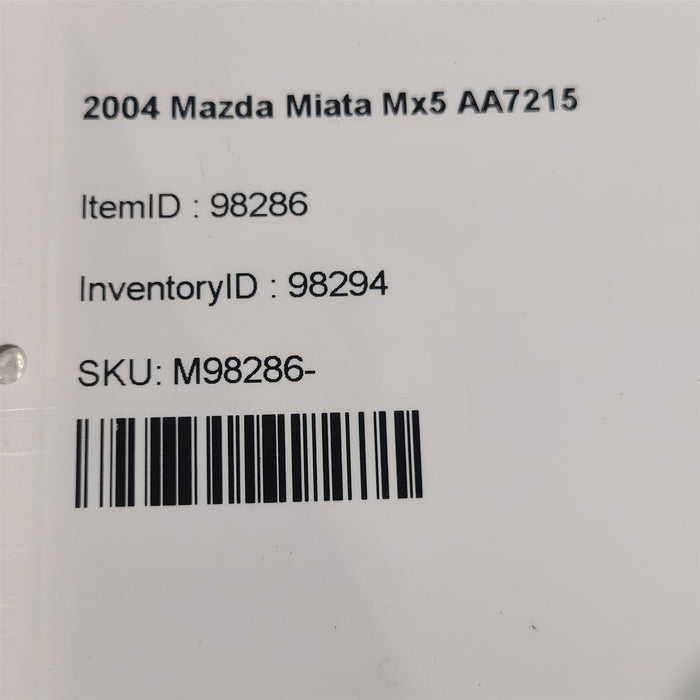 2004 Mazda Miata Mx5 AA7215
ItemID : 98286
InventoryID : 98294
SKU: M98286-